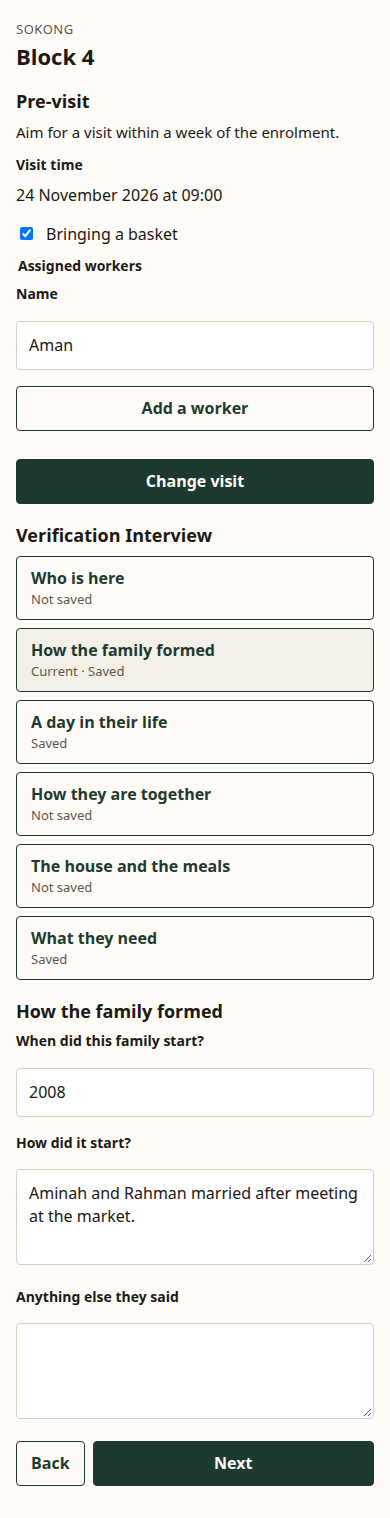 SOKONG
Block 4
Pre-visit
Aim for a visit within a week of the enrolment.
Visit time
24 November 2026 at 09:00
Bringing a basket
Assigned workers
Name
Aman
Add a worker
Change visit
Verification Interview
Who is here
Not saved
How the family formed
Current · Saved
A day in their life
Saved
How they are together
Not saved
The house and the meals
Not saved
What they need
Saved
How the family formed
When did this family start?
2008
How did it start?
Aminah and Rahman married after meeting
at the market.
Anything else they said
Back
Next